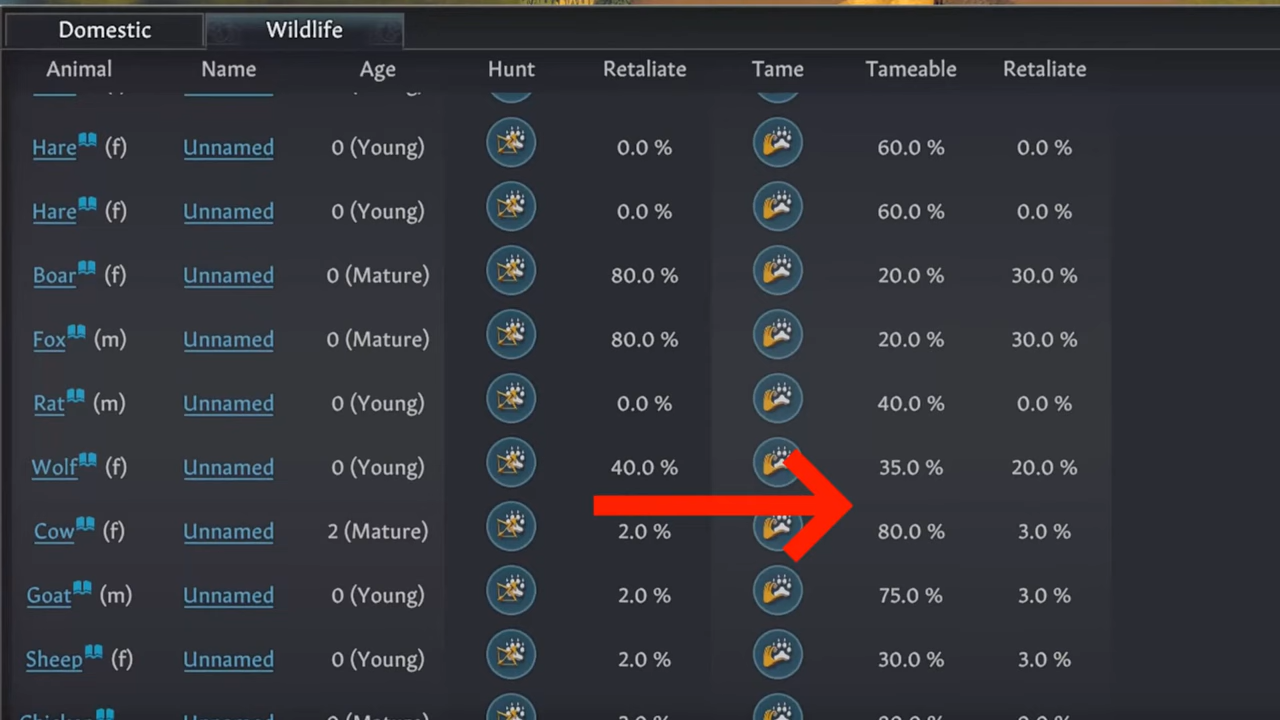 Domestic Wildlife
Animal Name Age Hunt Retaliate Tame Tameable Retaliate
Hare (f) Unnamed 0 (Young) 0.0 % 60.0 % 0.0 %
Hare (f) Unnamed 0 (Young) 0.0 % 60.0 % 0.0 %
Boar (f) Unnamed 0 (Mature) 80.0 % 20.0 % 30.0 %
Fox (m) Unnamed 0 (Mature) 80.0 % 20.0 % 30.0 %
Rat (m) Unnamed 0 (Young) 0.0 % 40.0 % 0.0 %
Wolf (f) Unnamed 0 (Young) 40.0 % 35.0 % 20.0 %
Cow (f) Unnamed 2 (Mature) 2.0 % 80.0 % 3.0 %
Goat (m) Unnamed 0 (Young) 2.0 % 75.0 % 3.0 %
Sheep (f) Unnamed 0 (Young) 2.0 % 30.0 % 3.0 %